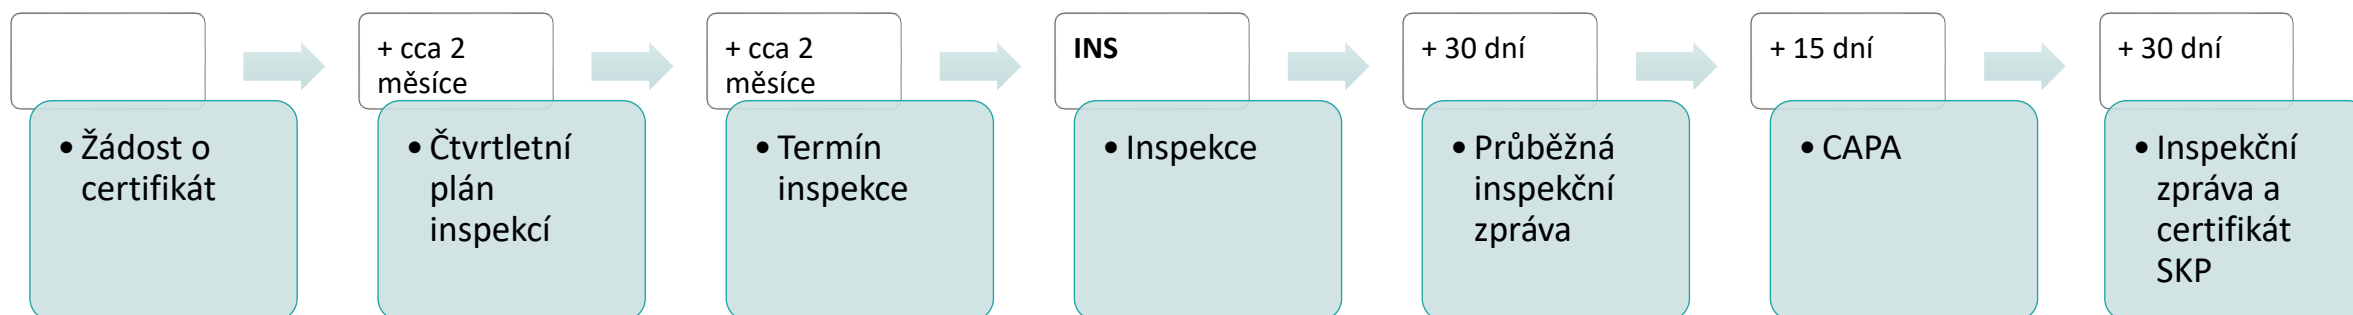 • Žádost o
certifikát
+ cca 2
měsíce
• Čtvrtletní
plán
inspekcí
+ cca 2
měsíce
• Termín
inspekce
INS
• Inspekce
+ 30 dní
• Průběžná
inspekční
zpráva
+ 15 dní
• CAPA
+ 30 dní
• Inspekční
zpráva a
certifikát
SKP